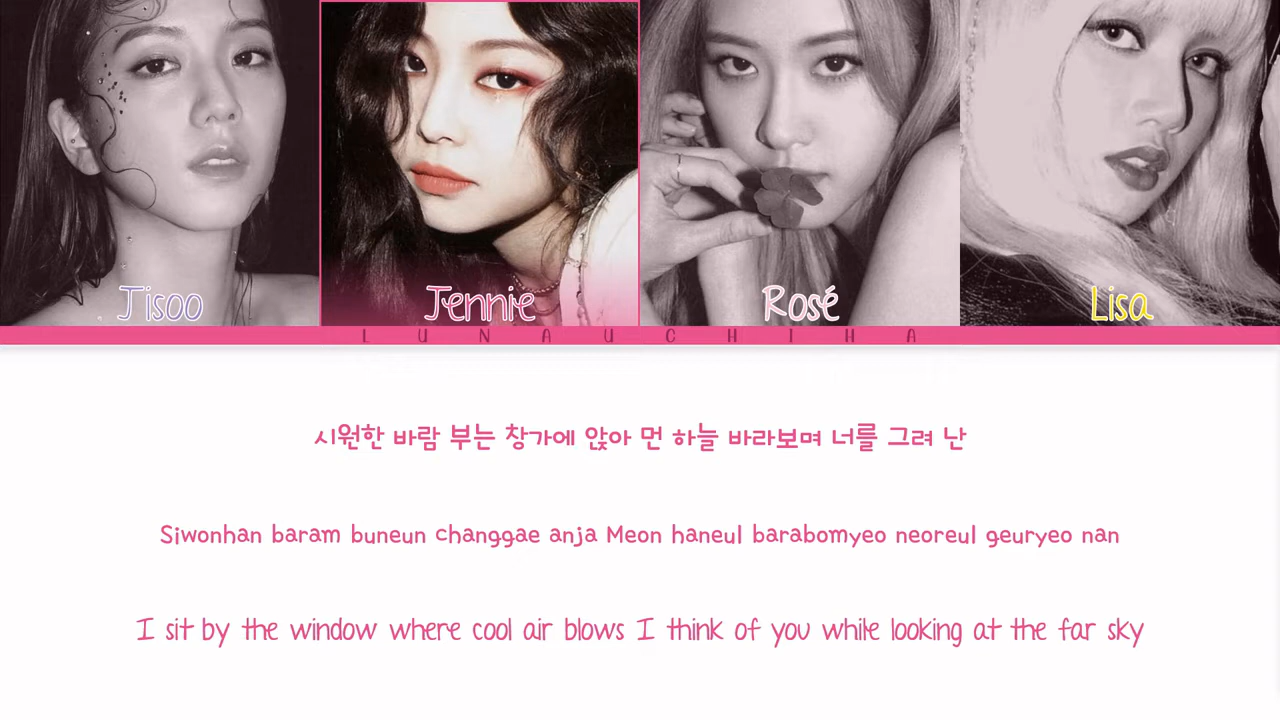 Jisoo
Jennie
Rosé
Lisa
LUNAUCHIHA
시원한 바람 부는 창가에 앉아 먼 하늘 바라보며 너를 그려 난
Siwonhan baram buneun changgae anja Meon haneul barabomyeo neoreul geuryeo nan
I sit by the window where cool air blows I think of you while looking at the far sky